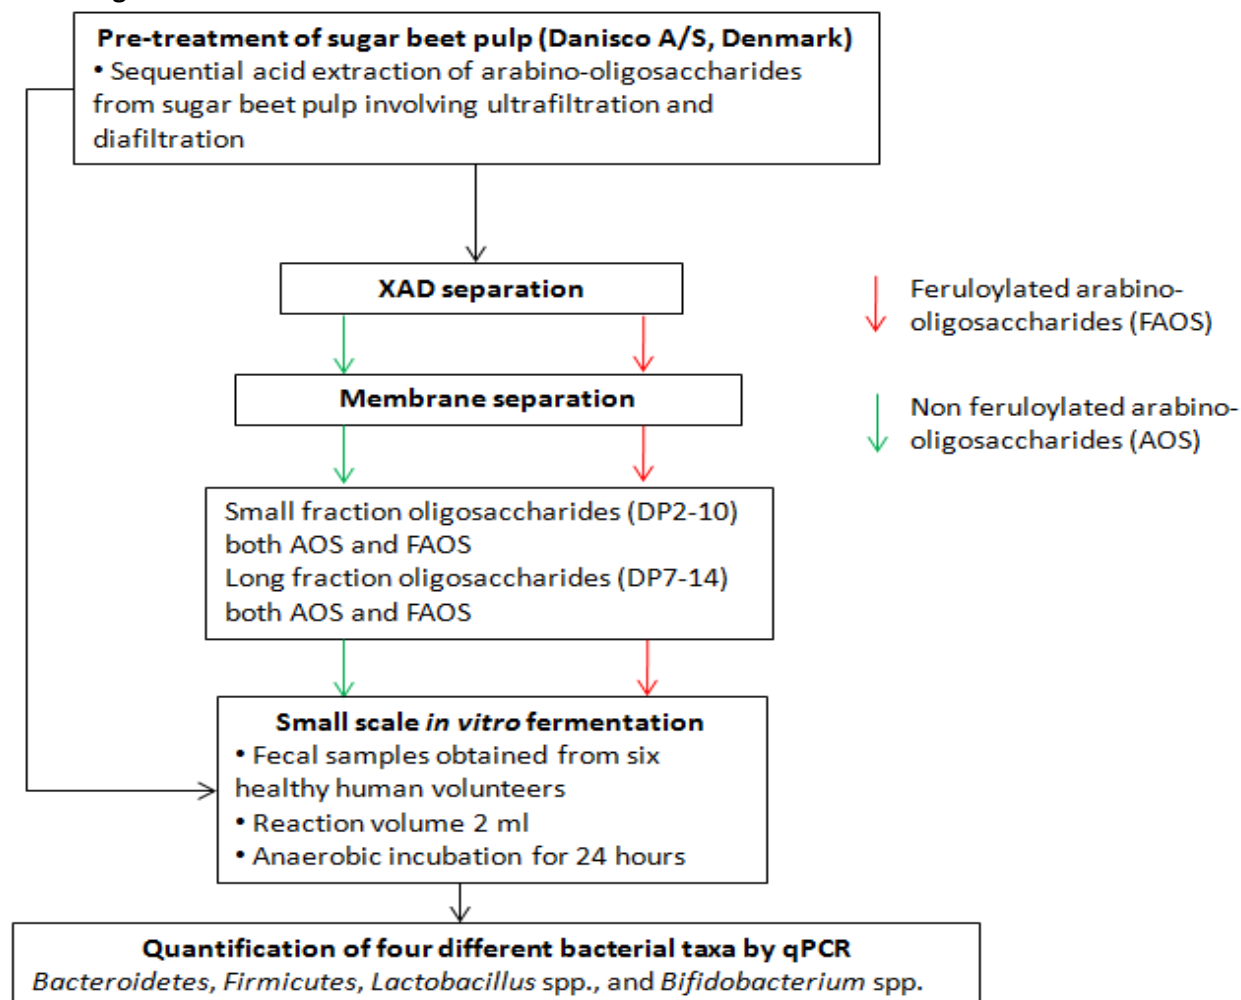 Pre-treatment of sugar beet pulp (Danisco A/S, Denmark)
• Sequential acid extraction of arabino-oligosaccharides
from sugar beet pulp involving ultrafiltration and
diafiltration
XAD separation
Feruloylated arabino-
oligosaccharides (FAOS)
Membrane separation
Non feruloylated arabino-
oligosaccharides (AOS)
Small fraction oligosaccharides (DP2-10)
both AOS and FAOS
Long fraction oligosaccharides (DP7-14)
both AOS and FAOS
Small scale in vitro fermentation
• Fecal samples obtained from six
healthy human volunteers
• Reaction volume 2 ml
• Anaerobic incubation for 24 hours
Quantification of four different bacterial taxa by qPCR
Bacteroidetes, Firmicutes, Lactobacillus spp., and Bifidobacterium spp.